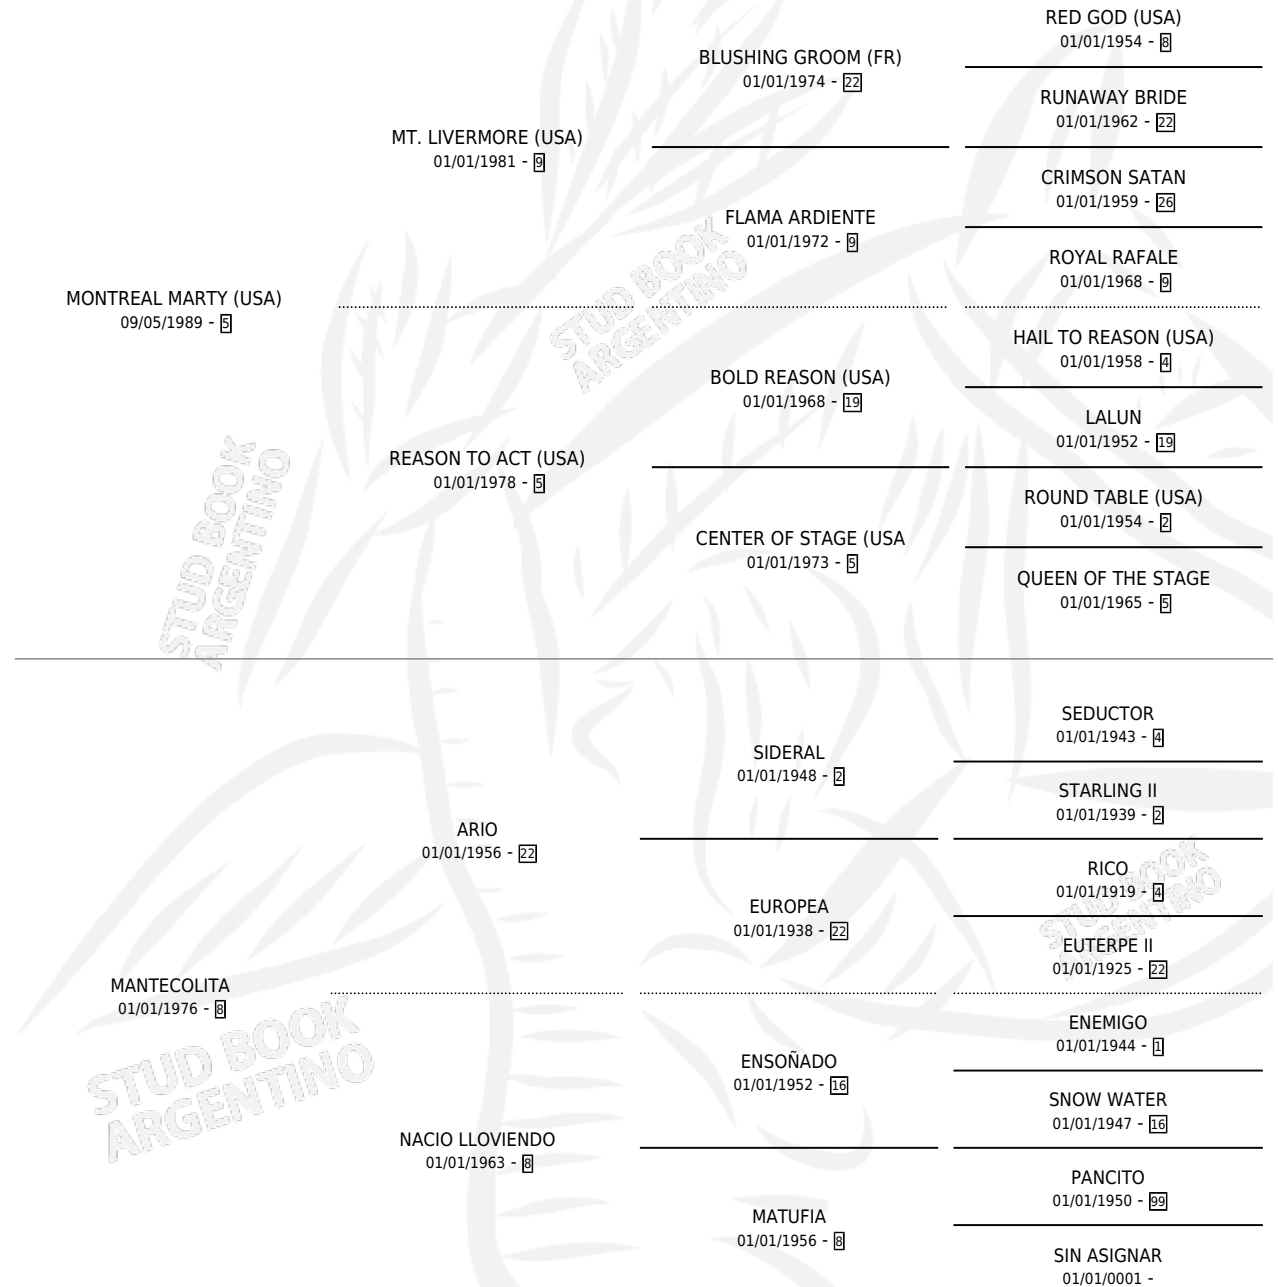 RED GOD (USA)
01/01/1954 - 8
BLUSHING GROOM (FR)
01/01/1974 - 22
RUNAWAY BRIDE
01/01/1962 - 22
MT. LIVERMORE (USA)
01/01/1981 - 9
CRIMSON SATAN
01/01/1959 - 26
FLAMA ARDIENTE
01/01/1972 - 9
ROYAL RAFALE
01/01/1968 - 9
MONTREAL MARTY (USA)
09/05/1989 - 5
STUD BOOK
ARGENTINO
HAIL TO REASON (USA)
01/01/1958 - 4
BOLD REASON (USA)
01/01/1968 - 19
LALUN
01/01/1952 - 19
REASON TO ACT (USA)
01/01/1978 - 5
ROUND TABLE (USA)
01/01/1954 - 2
CENTER OF STAGE (USA
01/01/1973 - 5
QUEEN OF THE STAGE
01/01/1965 - 5
STUD BOOK
ARGENTINO
SEDUCTOR
01/01/1943 - 4
SIDERAL
01/01/1948 - 2
STARLING II
01/01/1939 - 2
ARIO
01/01/1956 - 22
RICO
01/01/1919 - 4
EUROPEA
01/01/1938 - 22
STUD BOOK
ARGENTINO
EUTERPE II
01/01/1925 - 22
MANTECOLITA
01/01/1976 - 8
ENEMIGO
01/01/1944 - 1
ENSOÑADO
01/01/1952 - 16
STUD BOOK
ARGENTINO
SNOW WATER
01/01/1947 - 16
NACIO LLOVIENDO
01/01/1963 - 8
PANCITO
01/01/1950 - 99
MATUFIA
01/01/1956 - 8
SIN ASIGNAR
01/01/0001 -